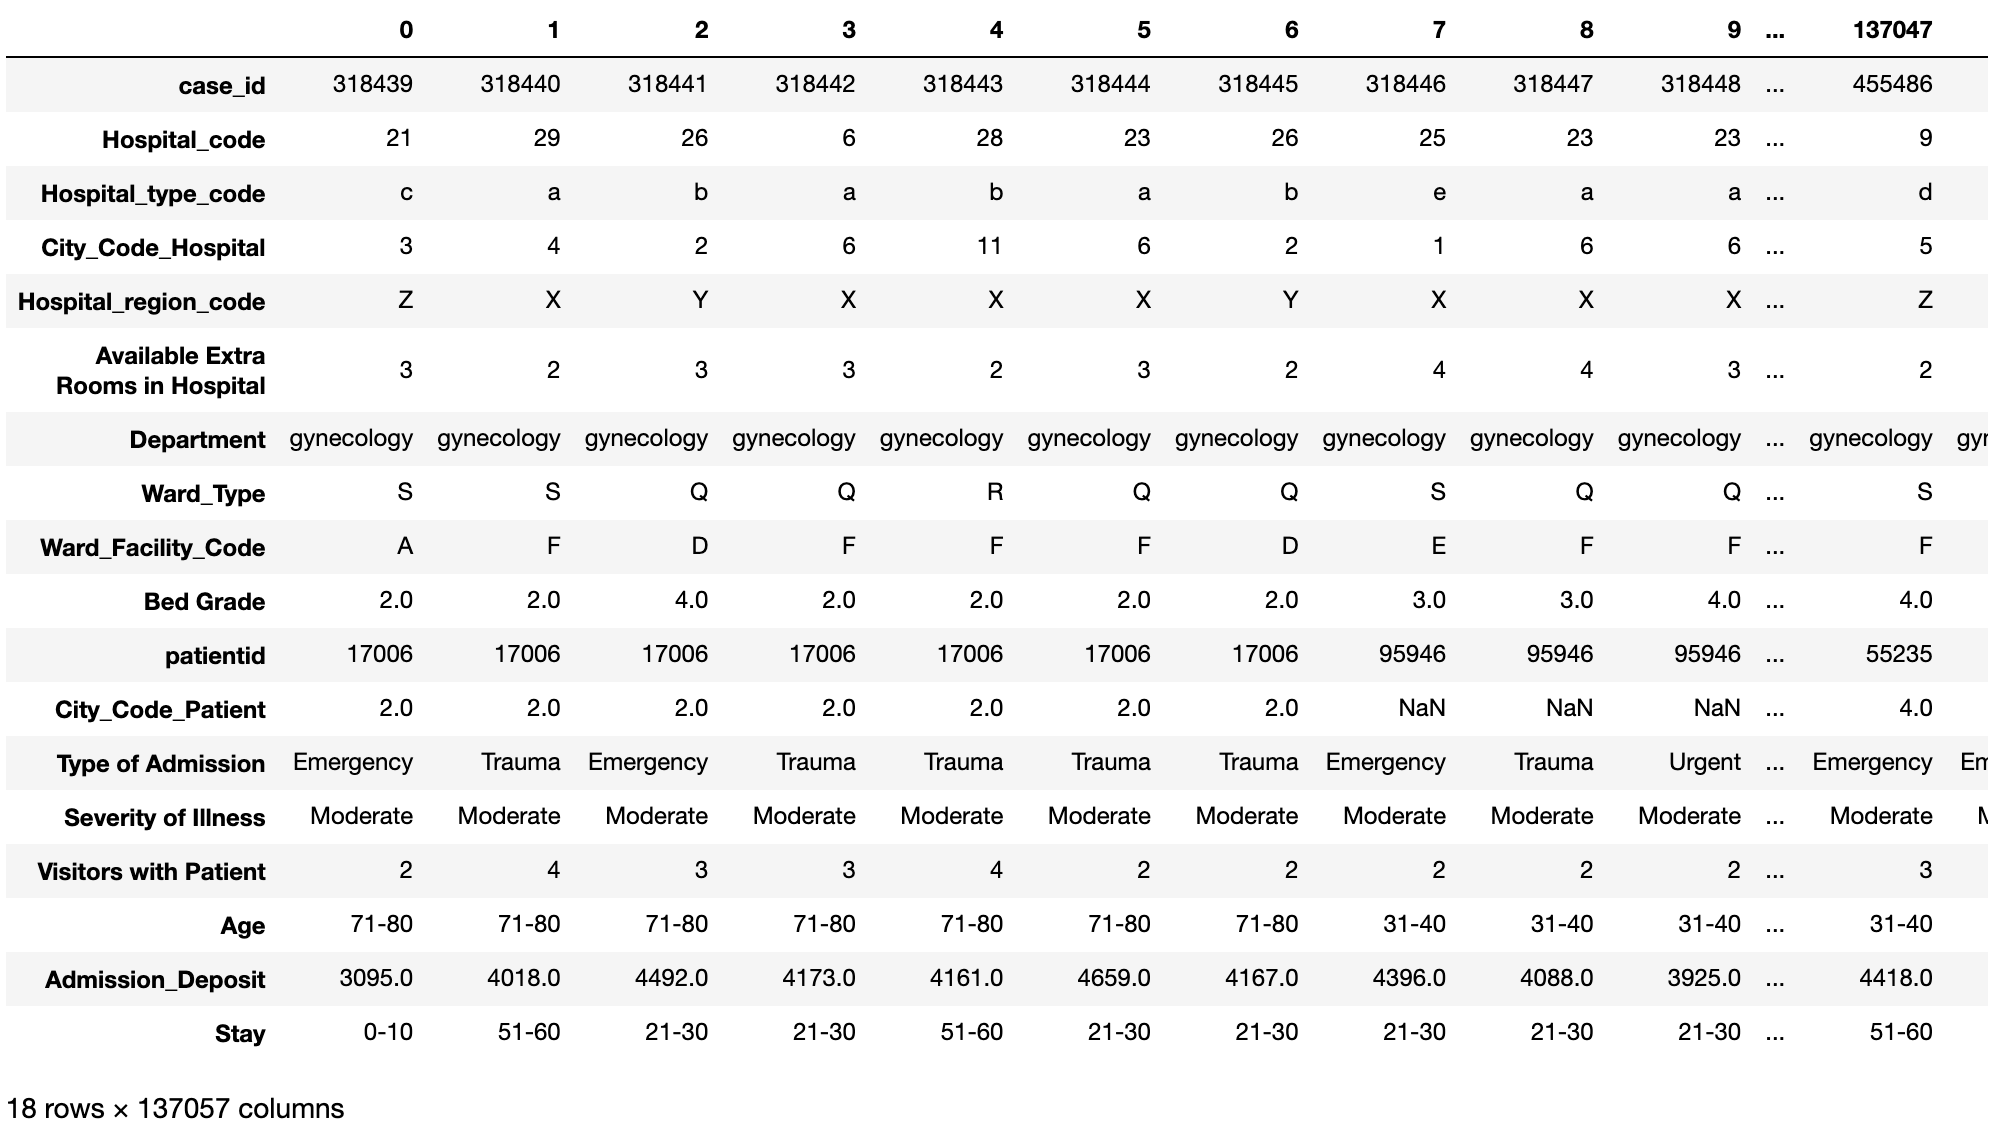 0 1 2 3 4 5 6 7 8 9 ... 137047
case_id 318439 318440 318441 318442 318443 318444 318445 318446 318447 318448 ... 455486
Hospital_code 21 29 26 6 28 23 26 25 23 23 ... 9
Hospital_type_code c a b a b a b e a a ... d
City_Code_Hospital 3 4 2 6 11 6 2 1 6 6 ... 5
Hospital_region_code Z X Y X X X Y X X X ... Z
Available Extra
Rooms in Hospital 3 2 3 3 2 3 2 4 4 3 ... 2
Department gynecology gynecology gynecology gynecology gynecology gynecology gynecology gynecology gynecology gynecology ... gynecology gyr
Ward_Type S S Q Q R Q Q S Q Q ... S
Ward_Facility_Code A F D F F F D E F F ... F
Bed Grade 2.0 2.0 4.0 2.0 2.0 2.0 2.0 3.0 3.0 4.0 ... 4.0
patientid 17006 17006 17006 17006 17006 17006 17006 95946 95946 95946 ... 55235
City_Code_Patient 2.0 2.0 2.0 2.0 2.0 2.0 2.0 NaN NaN NaN ... 4.0
Type of Admission Emergency Trauma Emergency Trauma Trauma Trauma Trauma Emergency Trauma Urgent ... Emergency Em
Severity of Illness Moderate Moderate Moderate Moderate Moderate Moderate Moderate Moderate Moderate Moderate ... Moderate
Visitors with Patient 2 4 3 3 4 2 2 2 2 2 ... 3
Age 71-80 71-80 71-80 71-80 71-80 71-80 71-80 31-40 31-40 31-40 ... 31-40
Admission_Deposit 3095.0 4018.0 4492.0 4173.0 4161.0 4659.0 4167.0 4396.0 4088.0 3925.0 ... 4418.0
Stay 0-10 51-60 21-30 21-30 51-60 21-30 21-30 21-30 21-30 21-30 ... 51-60
18 rows × 137057 columns